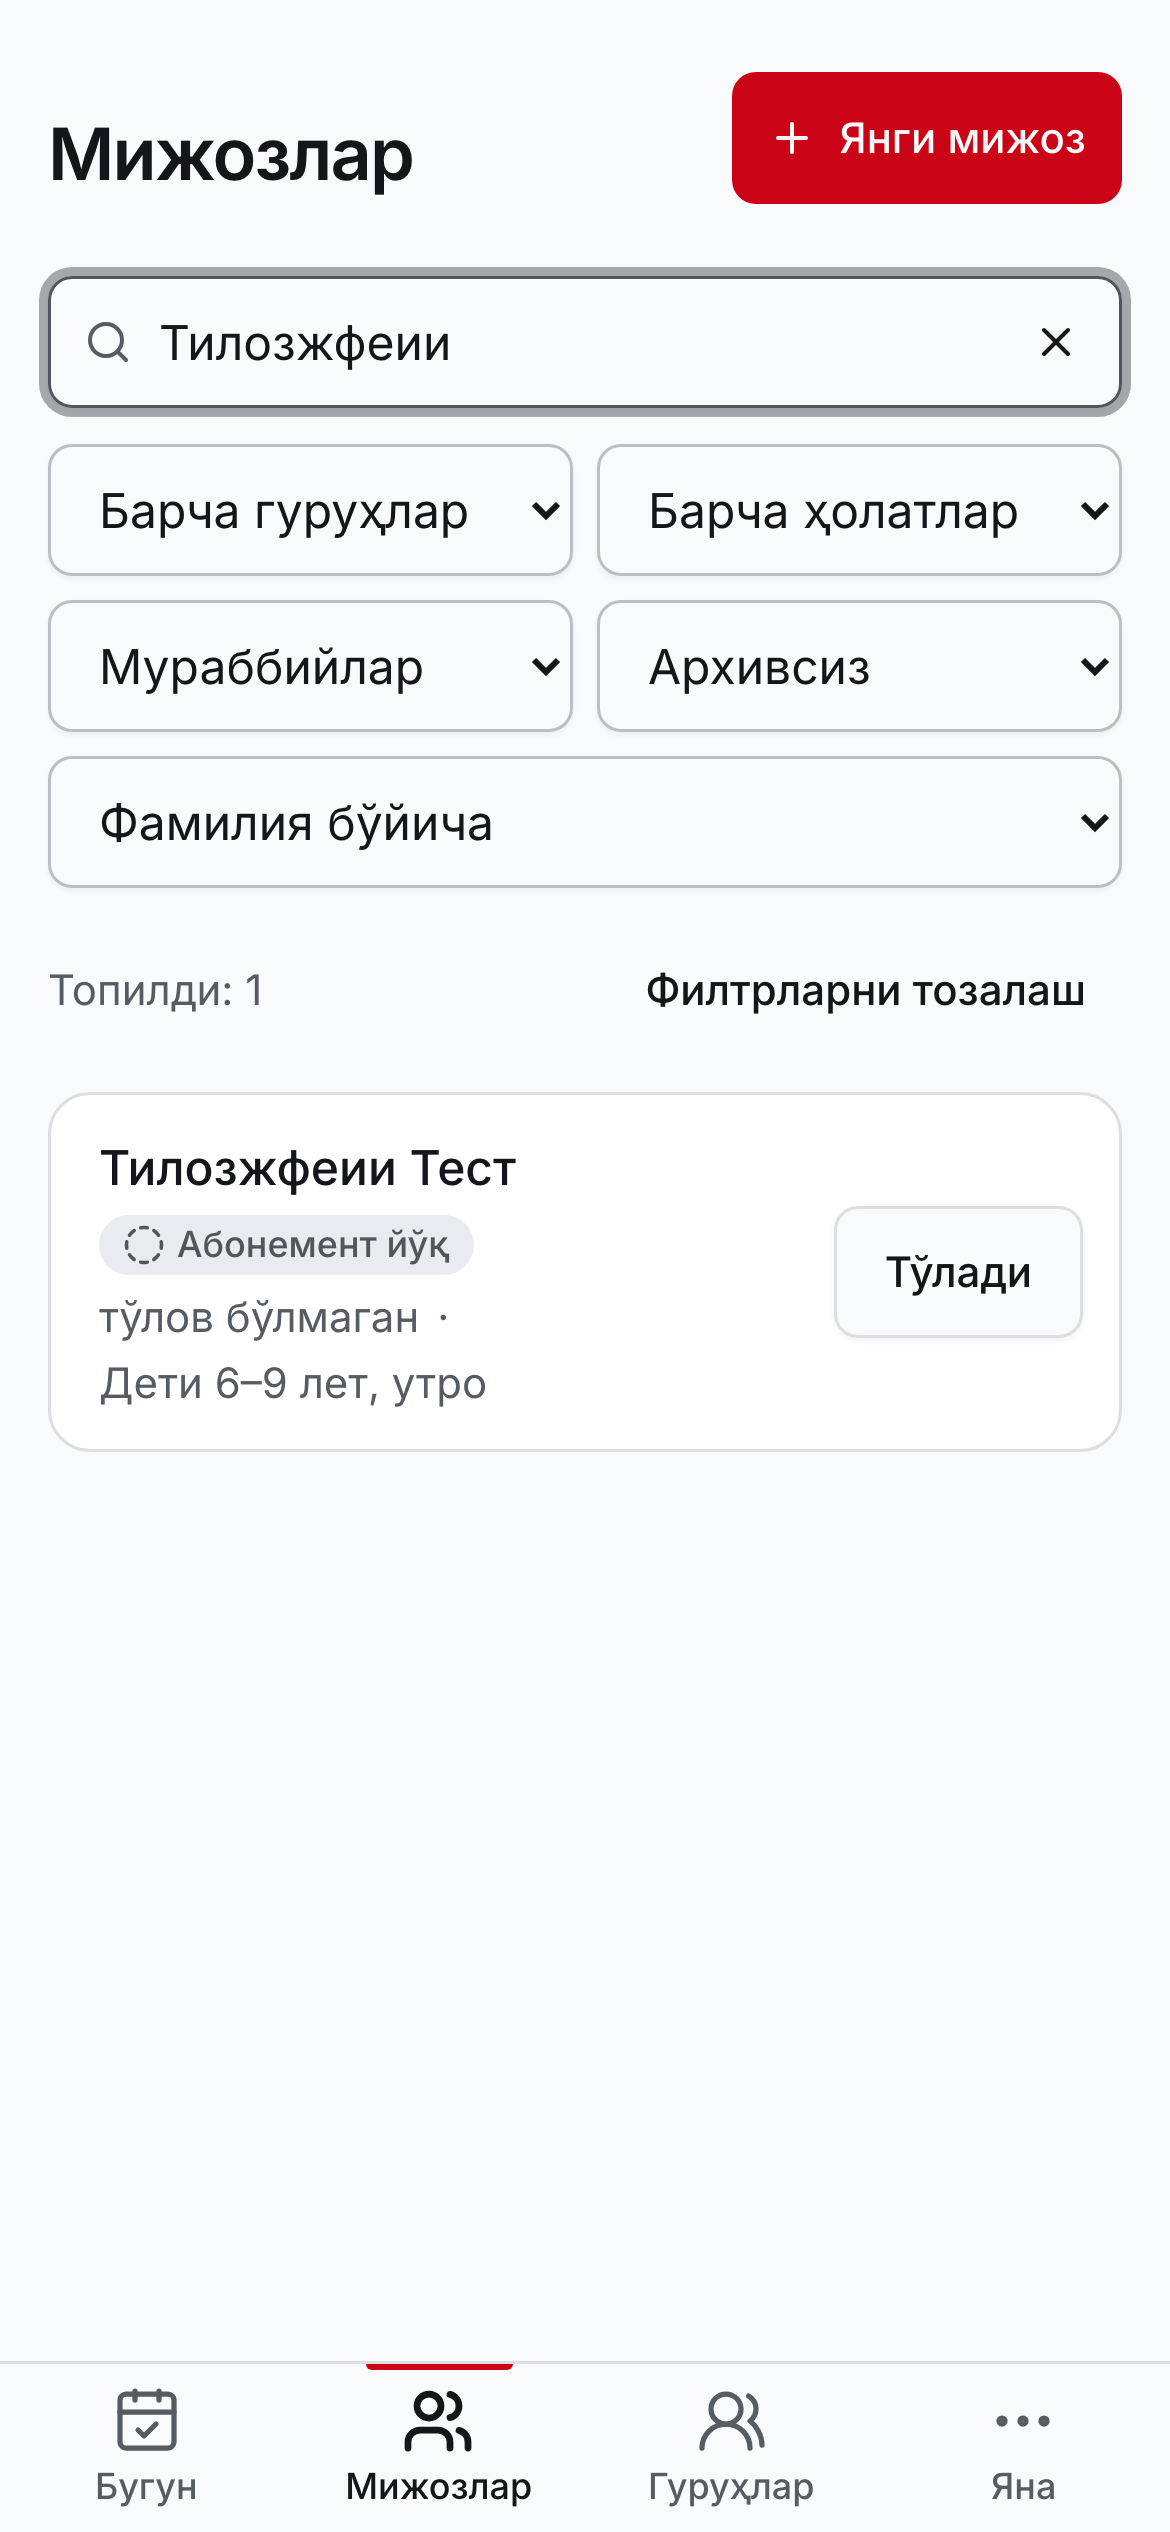 Мижозлар
Янги мижоз
Тилозжфеии
Барча гуруҳлар
Барча ҳолатлар
Мураббийлар
Архивсиз
Фамилия бўйича
Топилди: 1
Филтрларни тозалаш
Тилозжфеии Тест
Абонемент йўқ
тўлов бўлмаган ·
Дети 6–9 лет, утро
Тўлади
Бугун
Мижозлар
Гуруҳлар
Яна